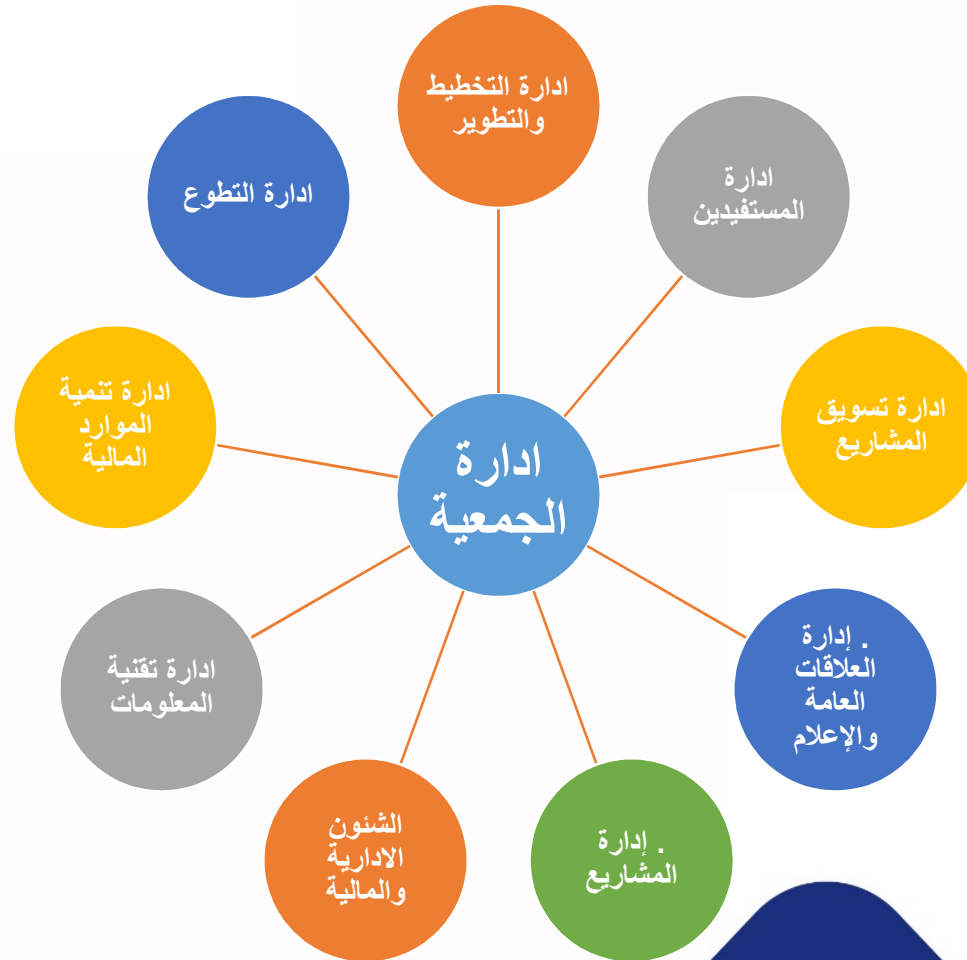 ادارة التخطيط
والتطوير
ادارة
المستفيدين
ادارة تسويق
المشاريع
. إدارة
العلاقات
العامة
والإعلام
. إدارة
المشاريع
الشئون
الادارية
والمالية
ادارة تقنية
المعلومات
ادارة تنمية
الموارد
المالية
ادارة التطوع
ادارة
الجمعية